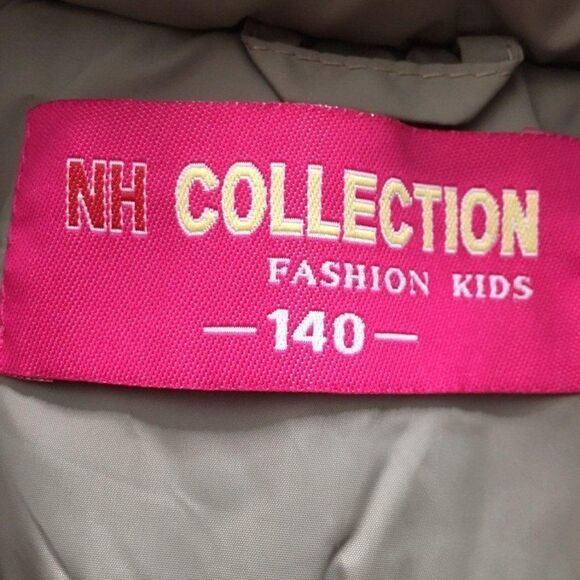 NH COLLECTION
FASHION KIDS
—140—